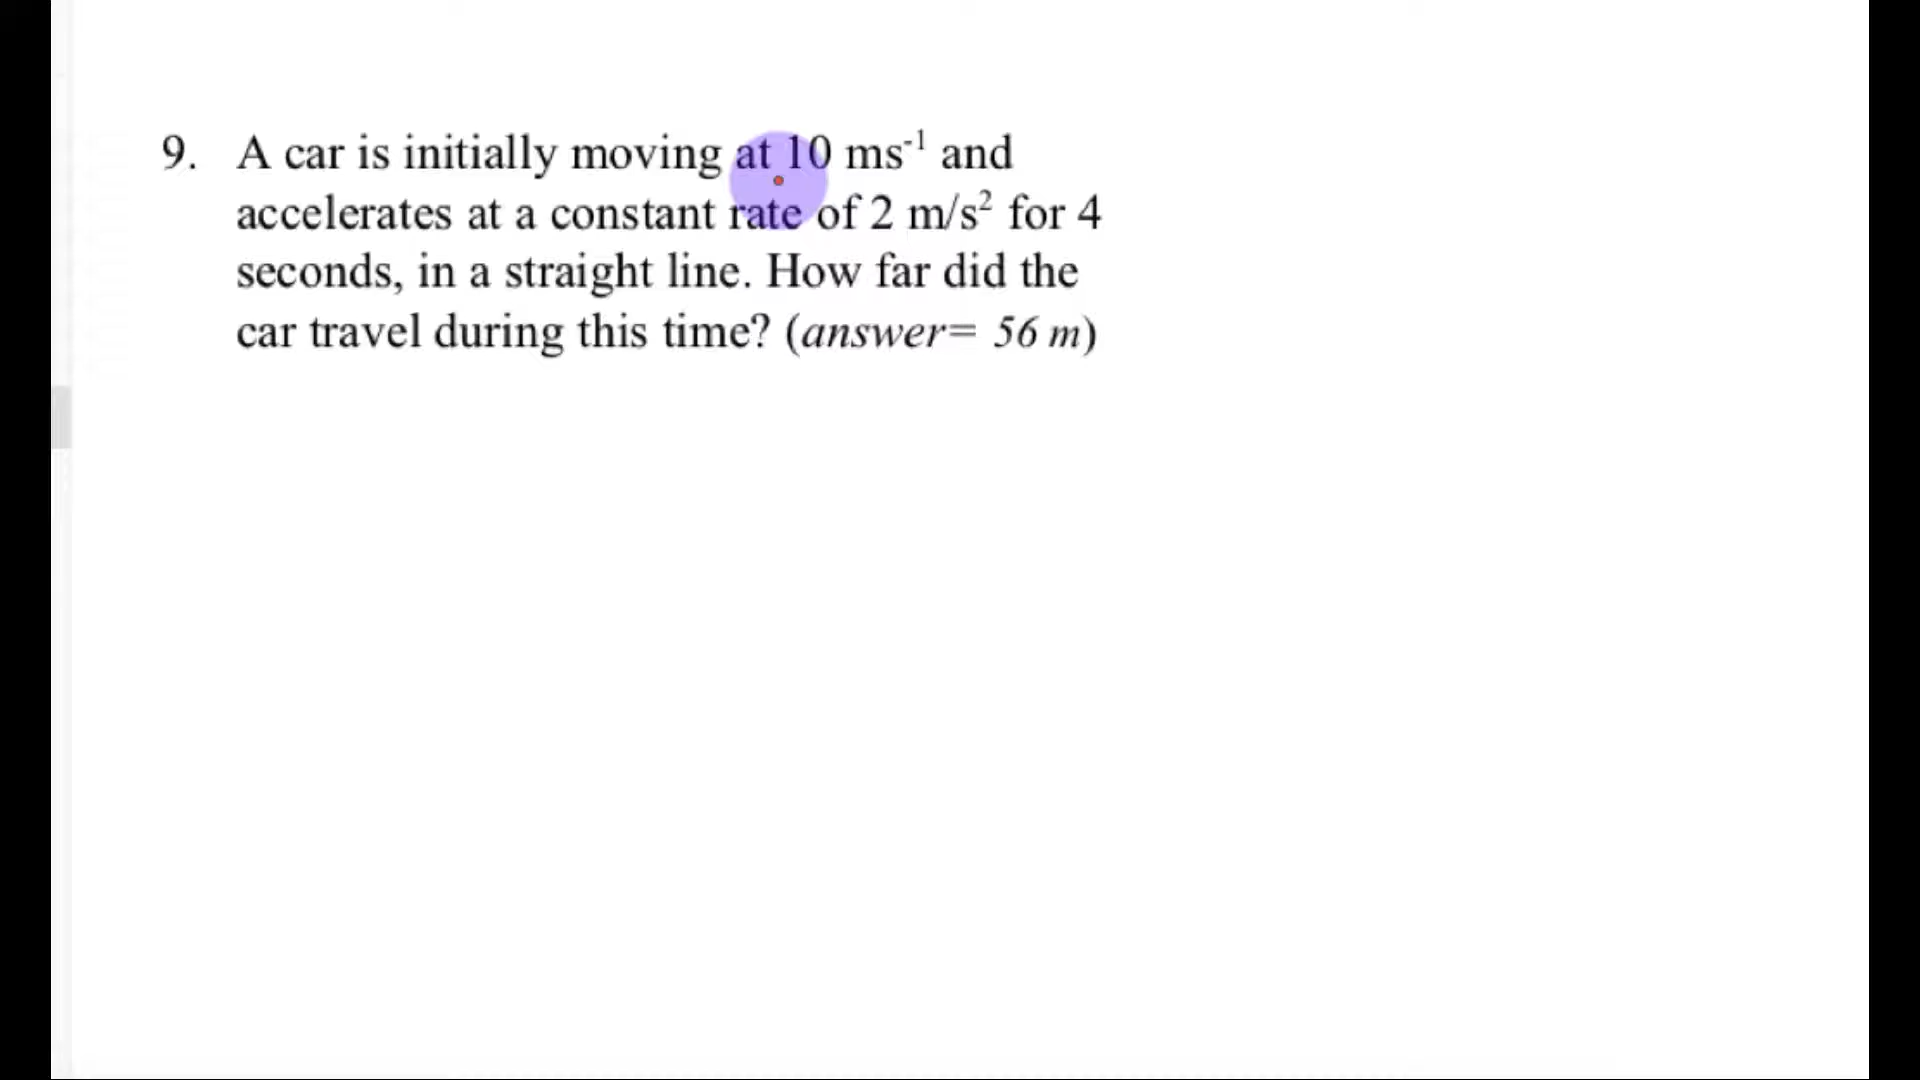 9. A car is initially moving at 10 ms⁻¹ and
accelerates at a constant rate of 2 m/s² for 4
seconds, in a straight line. How far did the
car travel during this time? (answer= 56 m)